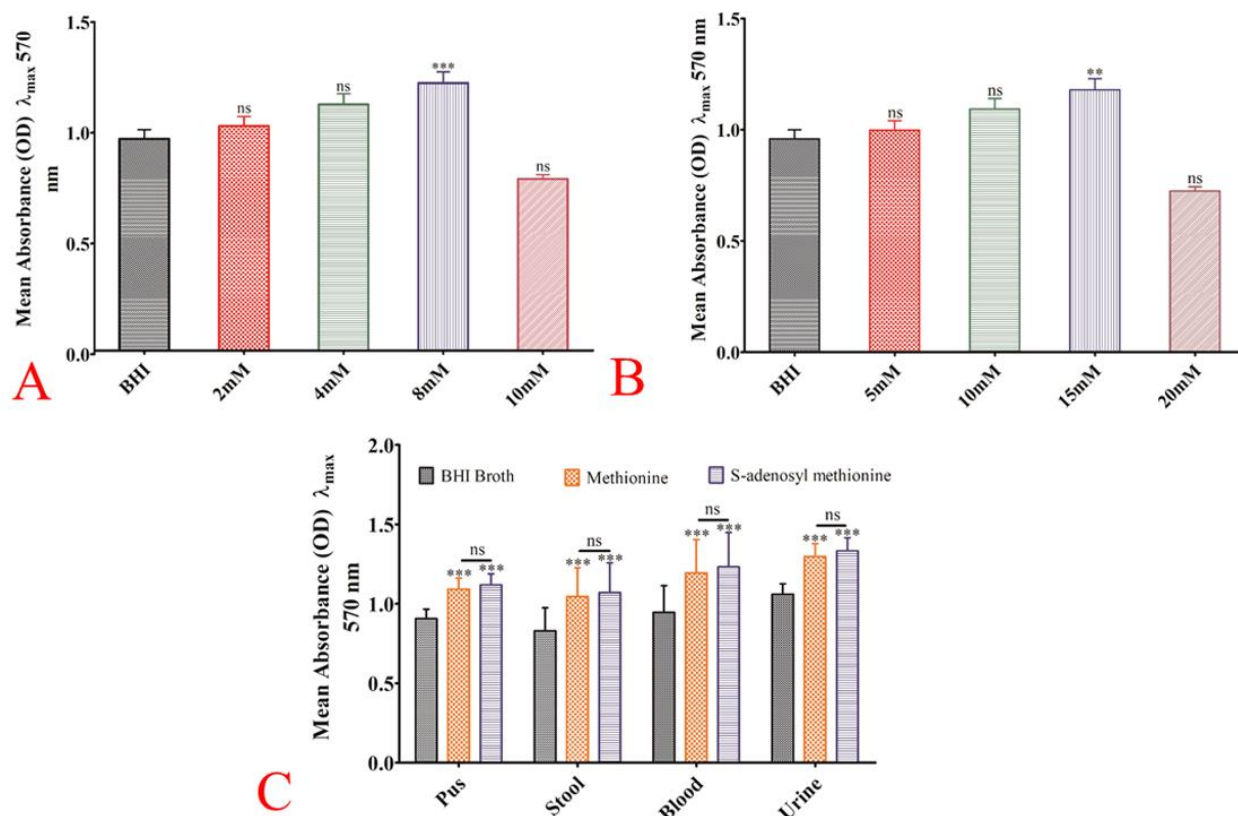 1.5
1.0
0.5
0.0
Mean Absorbance (OD) λmax 570
nm
ns
ns
***
ns
BHI
2mM
4mM
8mM
10mM
A
1.5
1.0
0.5
0.0
Mean Absorbance (OD) λmax 570 nm
ns
ns
**
ns
BHI
5mM
10mM
15mM
20mM
B
2.0
1.5
1.0
0.5
0.0
Mean Absorbance (OD) λmax
570 nm
BHI Broth
Methionine
S-adenosyl methionine
ns
*** ***
ns
*** ***
ns
*** ***
ns
*** ***
Pus
Stool
Blood
Urine
C